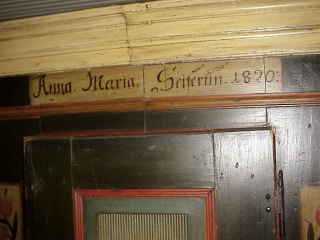 Anna Maria. Seiferin. 1820.